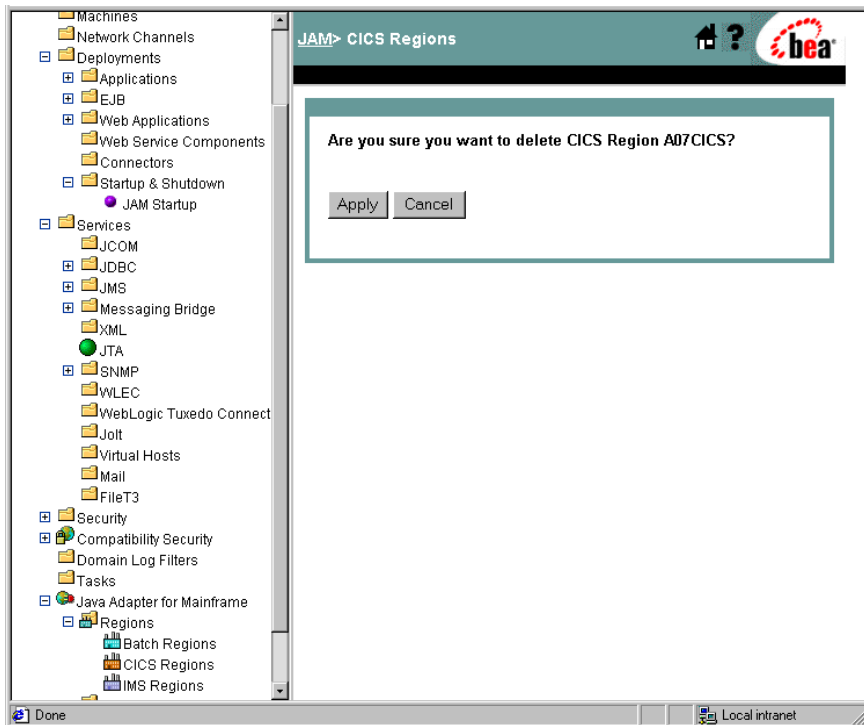 Machines
Network Channels
Deployments
Applications
EJB
Web Applications
Web Service Components
Connectors
Startup & Shutdown
JAM Startup
Services
JCOM
JDBC
JMS
Messaging Bridge
XML
JTA
SNMP
WLEC
WebLogic Tuxedo Connect
Jolt
Virtual Hosts
Mail
FileT3
Security
Compatibility Security
Domain Log Filters
Tasks
Java Adapter for Mainframe
Regions
Batch Regions
CICS Regions
IMS Regions
JAM> CICS Regions
?
bea
Are you sure you want to delete CICS Region A07CICS?
Apply Cancel
Done
Local intranet